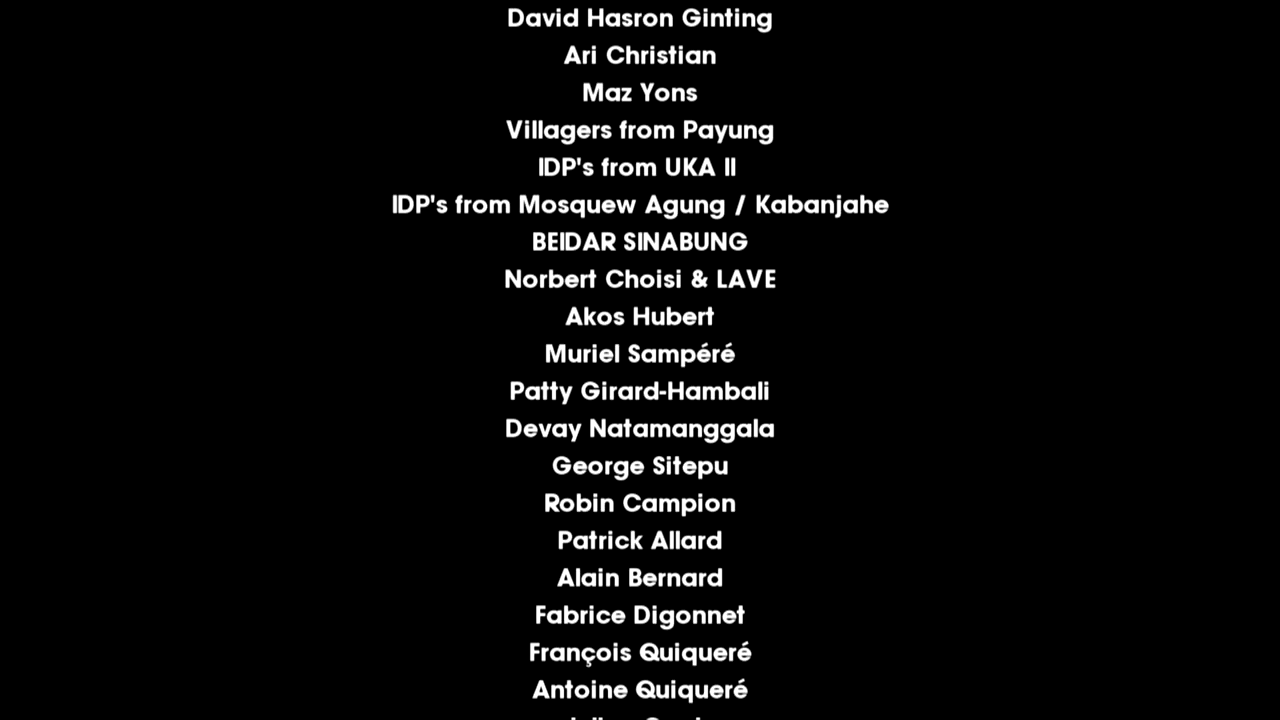 David Hasron Ginting
Ari Christian
Maz Yons
Villagers from Payung
IDP's from UKA II
IDP's from Mosquew Agung / Kabanjahe
BEIDAR SINABUNG
Norbert Choisi & LAVE
Akos Hubert
Muriel Sampéré
Patty Girard-Hambali
Devay Natamanggala
George Sitepu
Robin Campion
Patrick Allard
Alain Bernard
Fabrice Digonnet
François Quiqueré
Antoine Quiqueré